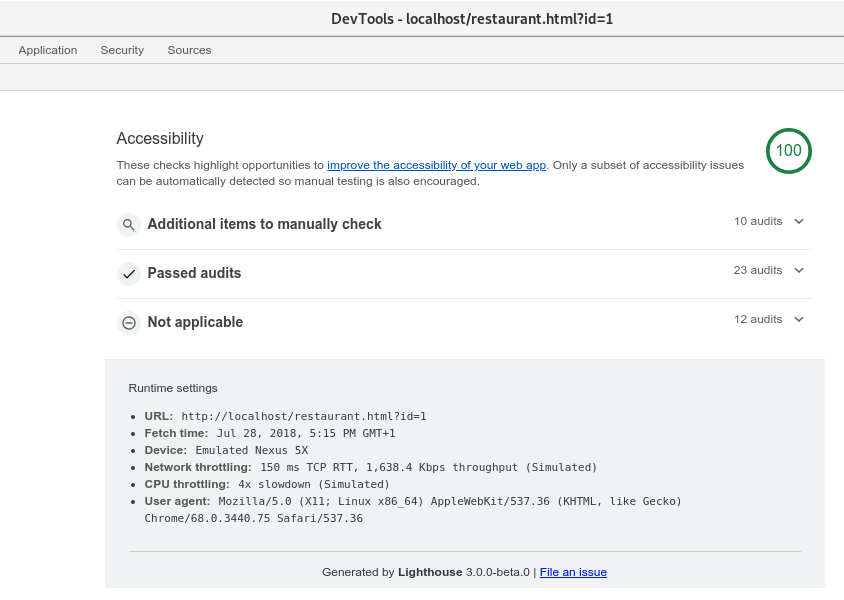 DevTools - localhost/restaurant.html?id=1
Application Security Sources
Accessibility
100
These checks highlight opportunities to improve the accessibility of your web app. Only a subset of accessibility issues
can be automatically detected so manual testing is also encouraged.
Additional items to manually check 10 audits
Passed audits 23 audits
Not applicable 12 audits
Runtime settings
URL: http://localhost/restaurant.html?id=1
Fetch time: Jul 28, 2018, 5:15 PM GMT+1
Device: Emulated Nexus 5X
Network throttling: 150 ms TCP RTT, 1,638.4 Kbps throughput (Simulated)
CPU throttling: 4x slowdown (Simulated)
User agent: Mozilla/5.0 (X11; Linux x86_64) AppleWebKit/537.36 (KHTML, like Gecko)
Chrome/68.0.3440.75 Safari/537.36
Generated by Lighthouse 3.0.0-beta.0 | File an issue